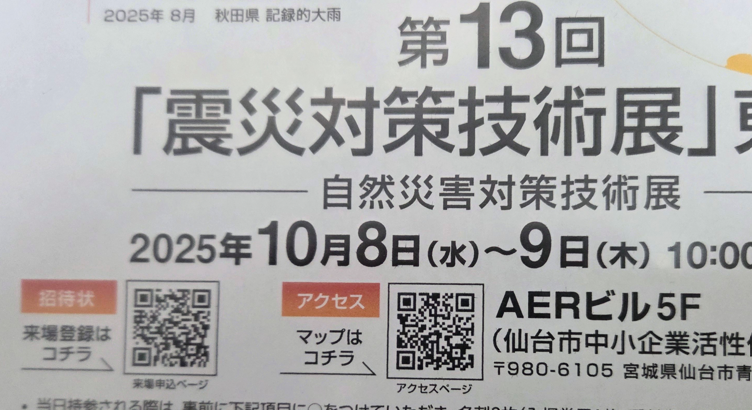 2025年 8月 秋田県 記録的大雨
第13回
「震災対策技術展」東
自然災害対策技術展
2025年10月8日(水)～9日(木) 10:00
招待状
来場登録は
コチラ
来場申込ページ
アクセス
マップは
コチラ
アクセスページ
AERビル5F
(仙台市中小企業活性
〒980-6105 宮城県仙台市青